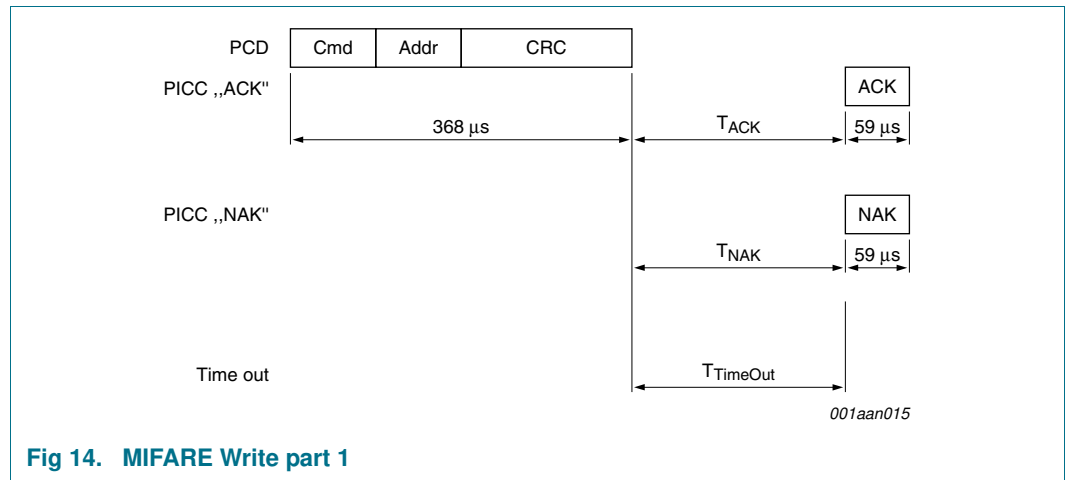 PCD Cmd Addr CRC
PICC ,,ACK" ACK
368 μs TACK 59 μs
PICC ,,NAK" NAK
TNAK 59 μs
Time out TTimeOut
001aan015
Fig 14. MIFARE Write part 1